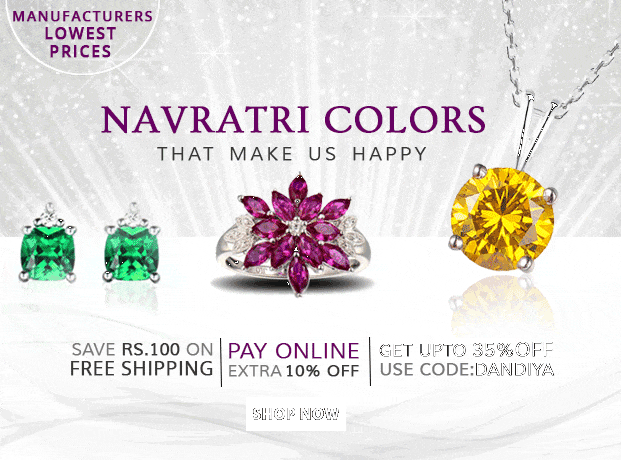 MANUFACTURERS
LOWEST
PRICES
NAVRATRI COLORS
THAT MAKE US HAPPY
SAVE RS.100 ON
FREE SHIPPING
PAY ONLINE
EXTRA 10% OFF
GET UPTO 35%OFF
USE CODE:DANDIYA
SHOP NOW